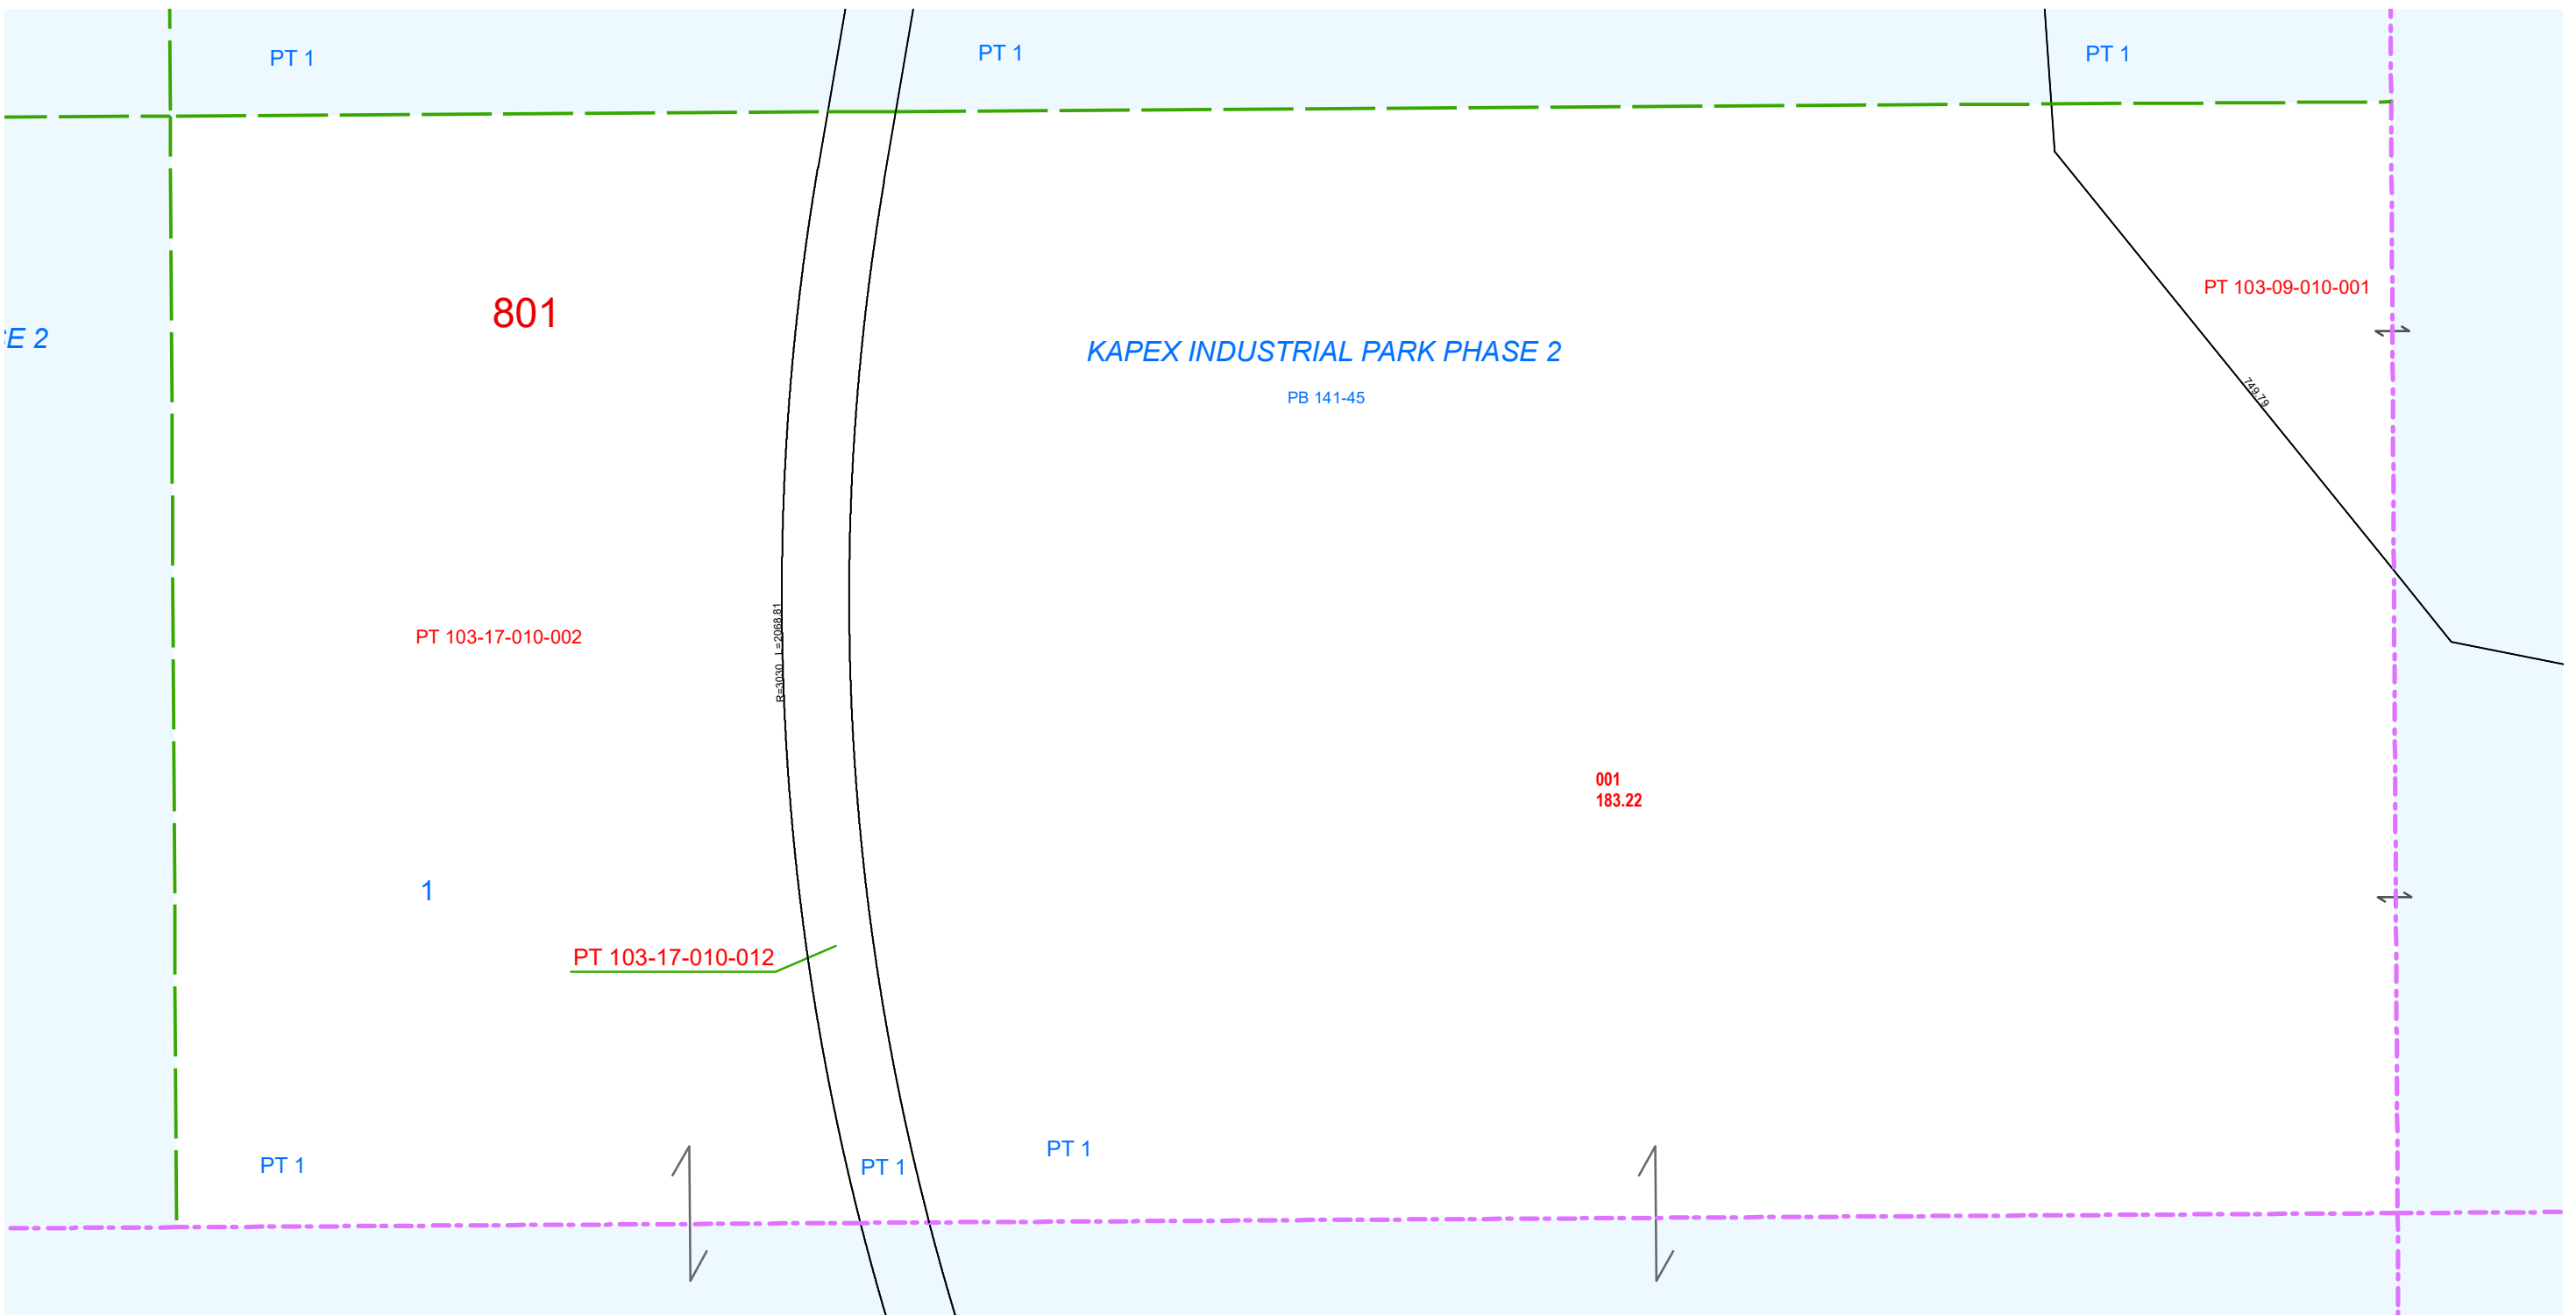 PT 1
PT 1
PT 1
PT 103-09-010-001
801
E 2
KAPEX INDUSTRIAL PARK PHASE 2
PB 141-45
749.79
PT 103-17-010-002
R=3030 L=2068.81
001
183.22
1
PT 103-17-010-012
PT 1
PT 1
PT 1